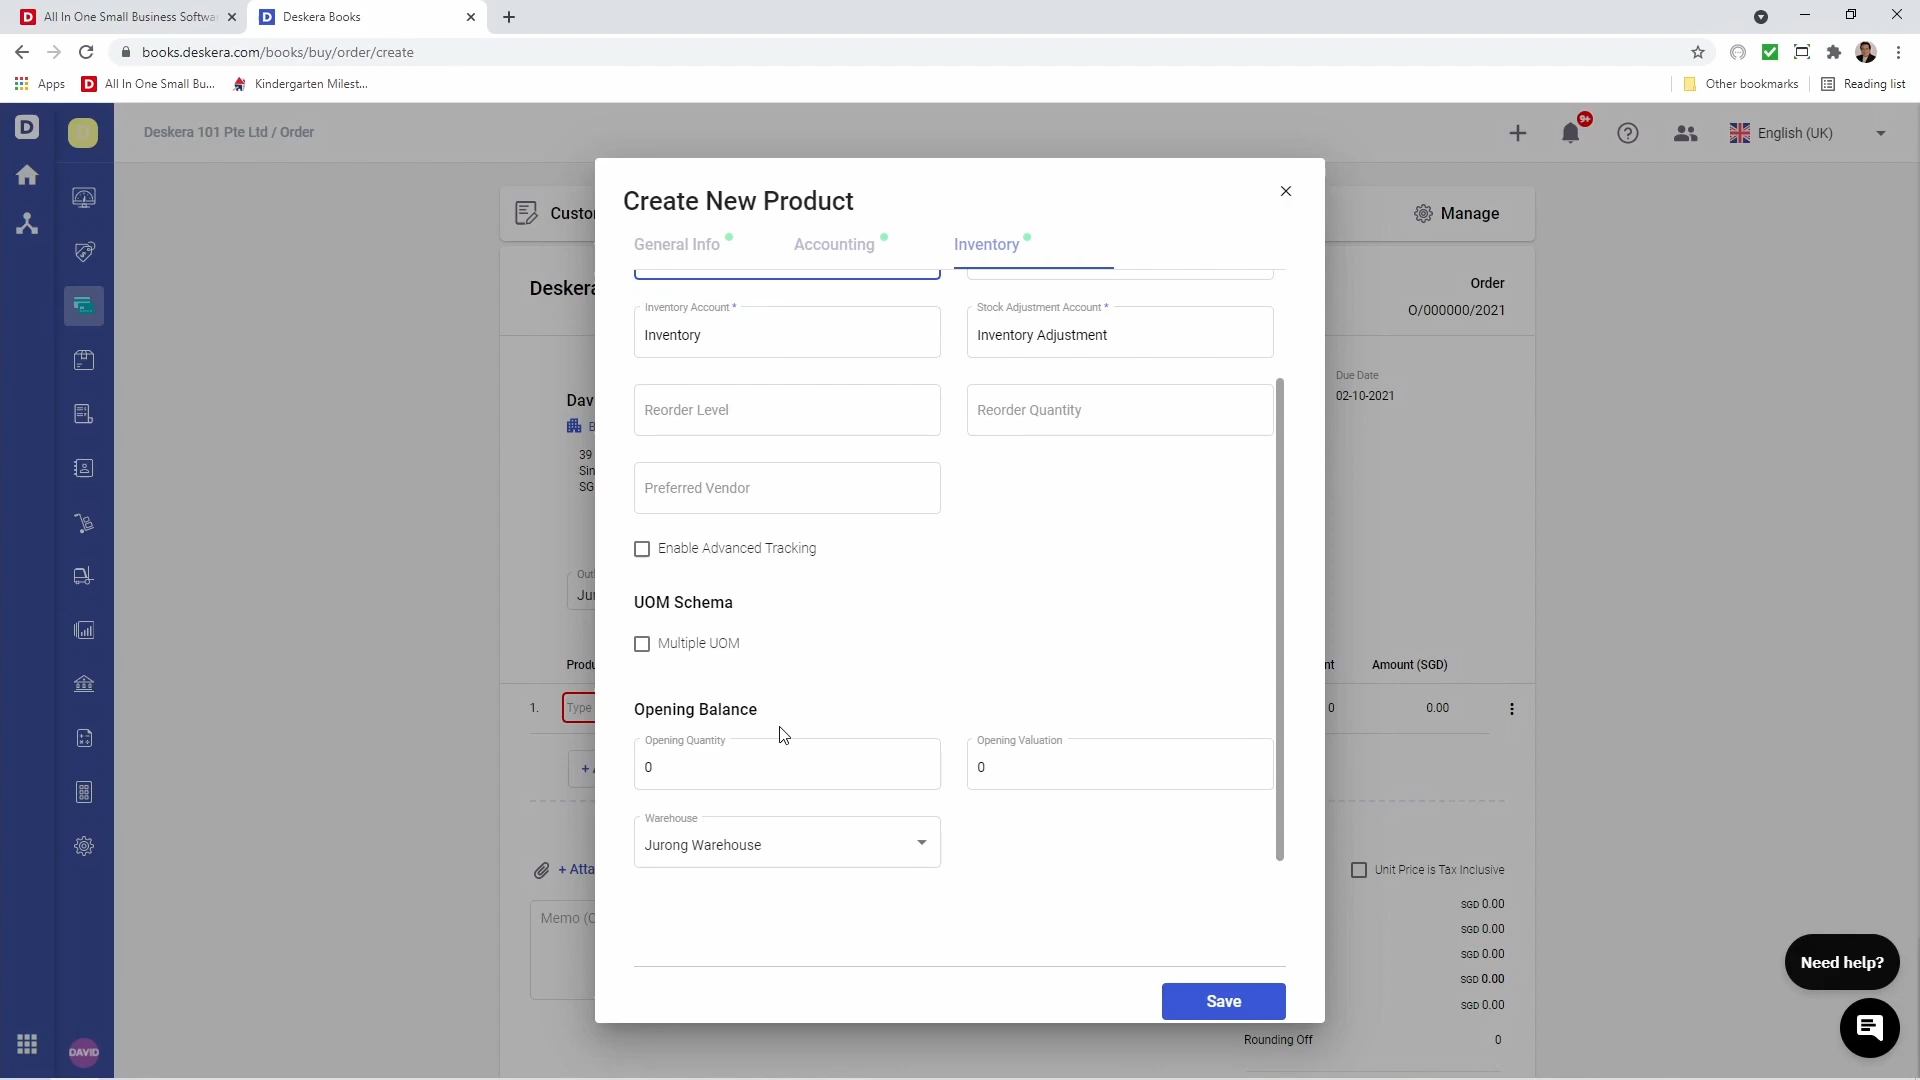 All In One Small Business Softwa
Deskera Books
books.deskera.com/books/buy/order/create
Apps
All In One Small Bu...
Kindergarten Milest...
Other bookmarks
Reading list
Deskera 101 Pte Ltd / Order
9+
English (UK)
Custo
Manage
Create New Product
General Info
Accounting
Inventory
Deskera
Order
O/000000/2021
Inventory Account *
Inventory
Stock Adjustment Account *
Inventory Adjustment
Due Date
02-10-2021
Dav
B
39
Sin
SG
Reorder Level
Reorder Quantity
Preferred Vendor
Enable Advanced Tracking
Out
Jur
UOM Schema
Multiple UOM
Produ
nt
Amount (SGD)
1.
Type
0
0.00
Opening Balance
Opening Quantity
0
Opening Valuation
0
+ A
Warehouse
Jurong Warehouse
+ Atta
Unit Price is Tax Inclusive
Memo (O
SGD 0.00
SGD 0.00
SGD 0.00
SGD 0.00
SGD 0.00
Rounding Off
0
Save
Need help?
DAVID